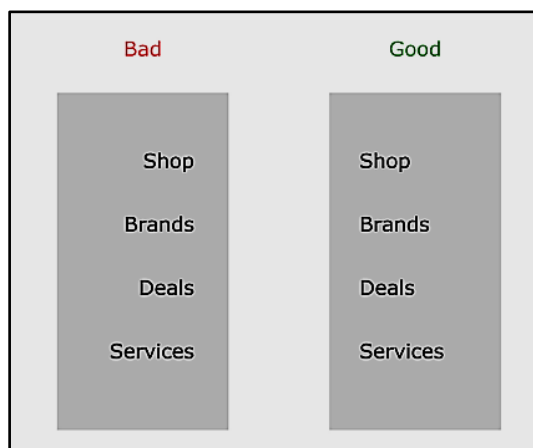 Bad
Good
Shop
Brands
Deals
Services
Shop
Brands
Deals
Services